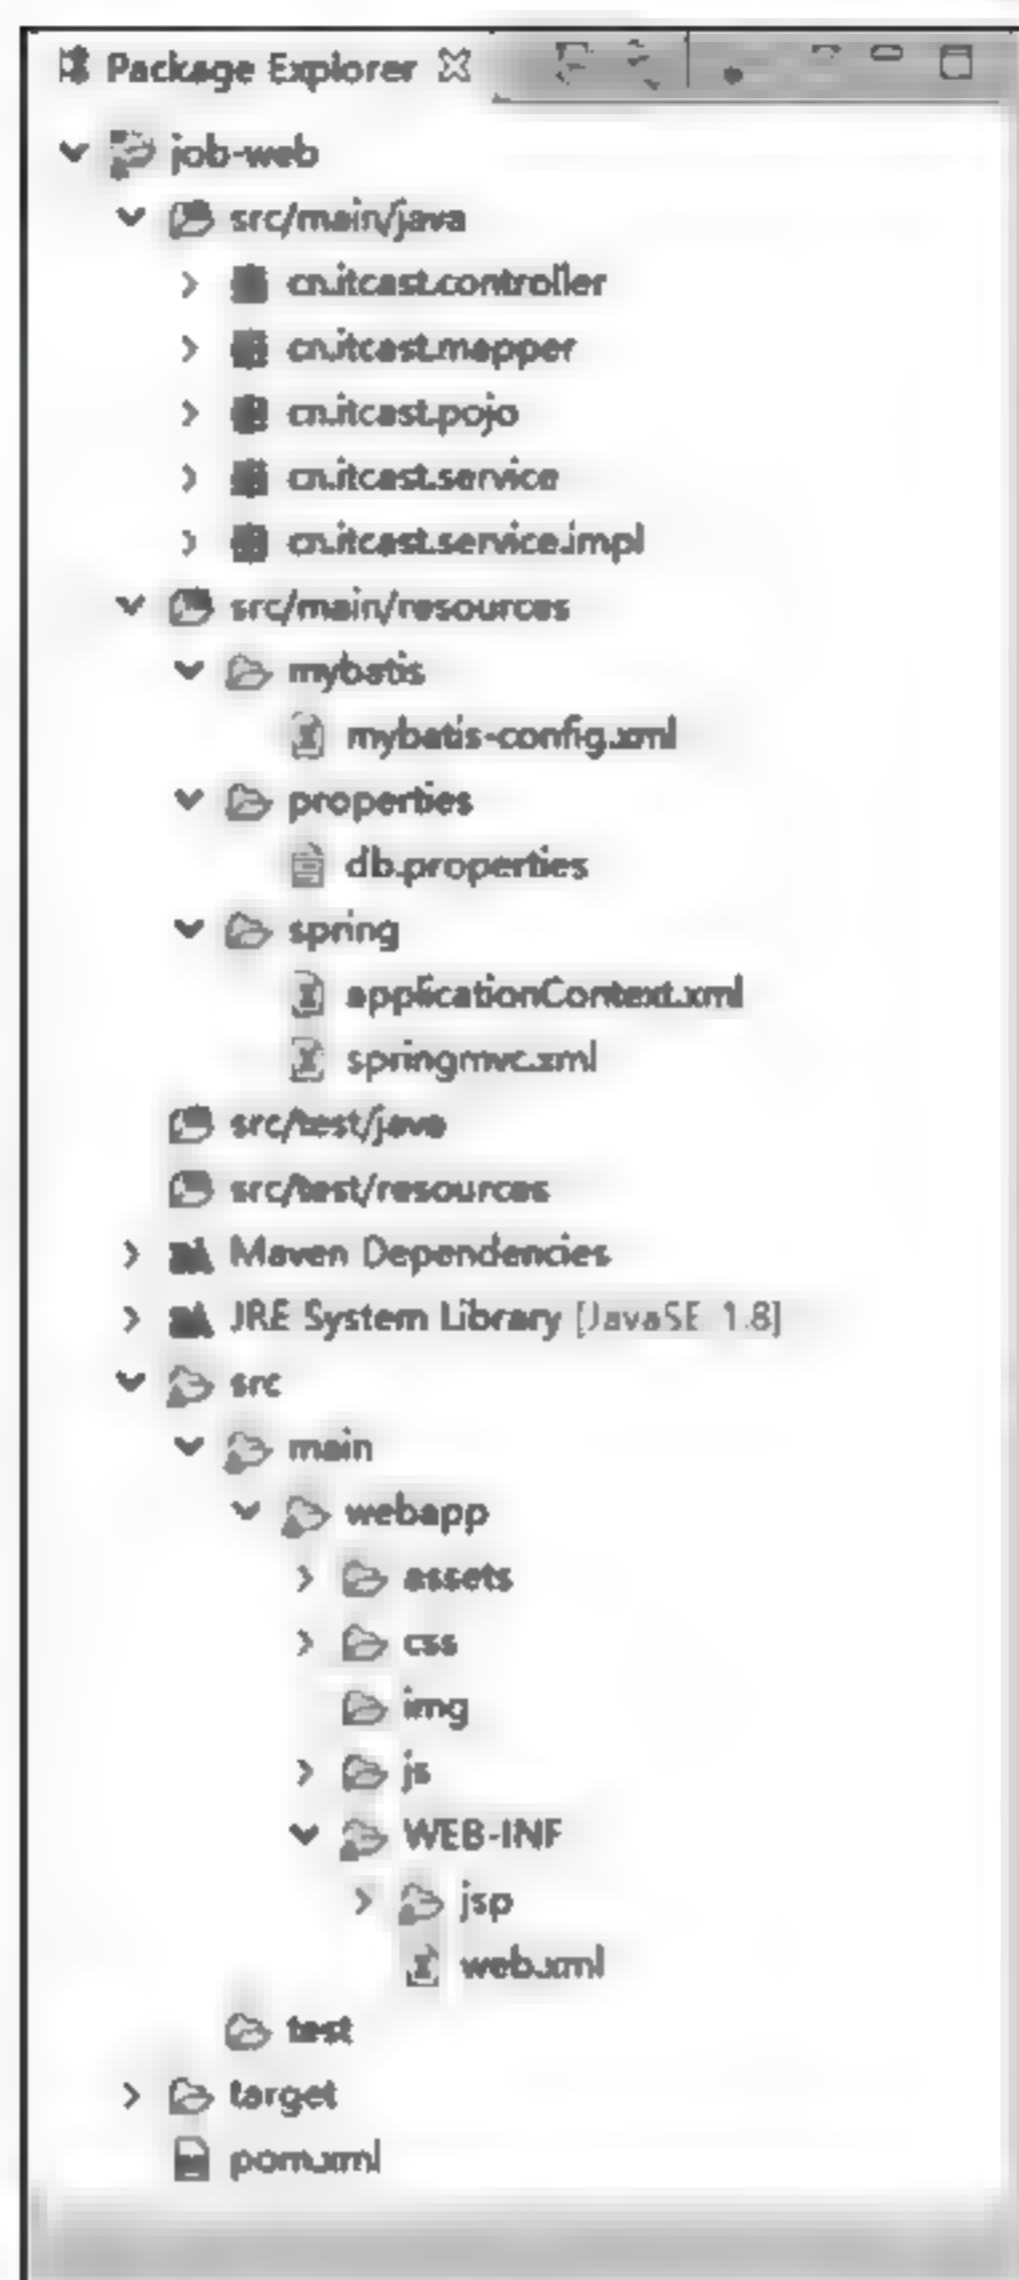 Package Explorer
job-web
src/main/java
cn.itcast.controller
cn.itcast.mapper
cn.itcast.pojo
cn.itcast.service
cn.itcast.service.impl
src/main/resources
mybatis
mybatis-config.xml
properties
db.properties
spring
applicationContext.xml
springmvc.xml
src/test/java
src/test/resources
Maven Dependencies
JRE System Library [JavaSE-1.8]
src
main
webapp
assets
css
img
js
WEB-INF
jsp
web.xml
test
target
pom.xml